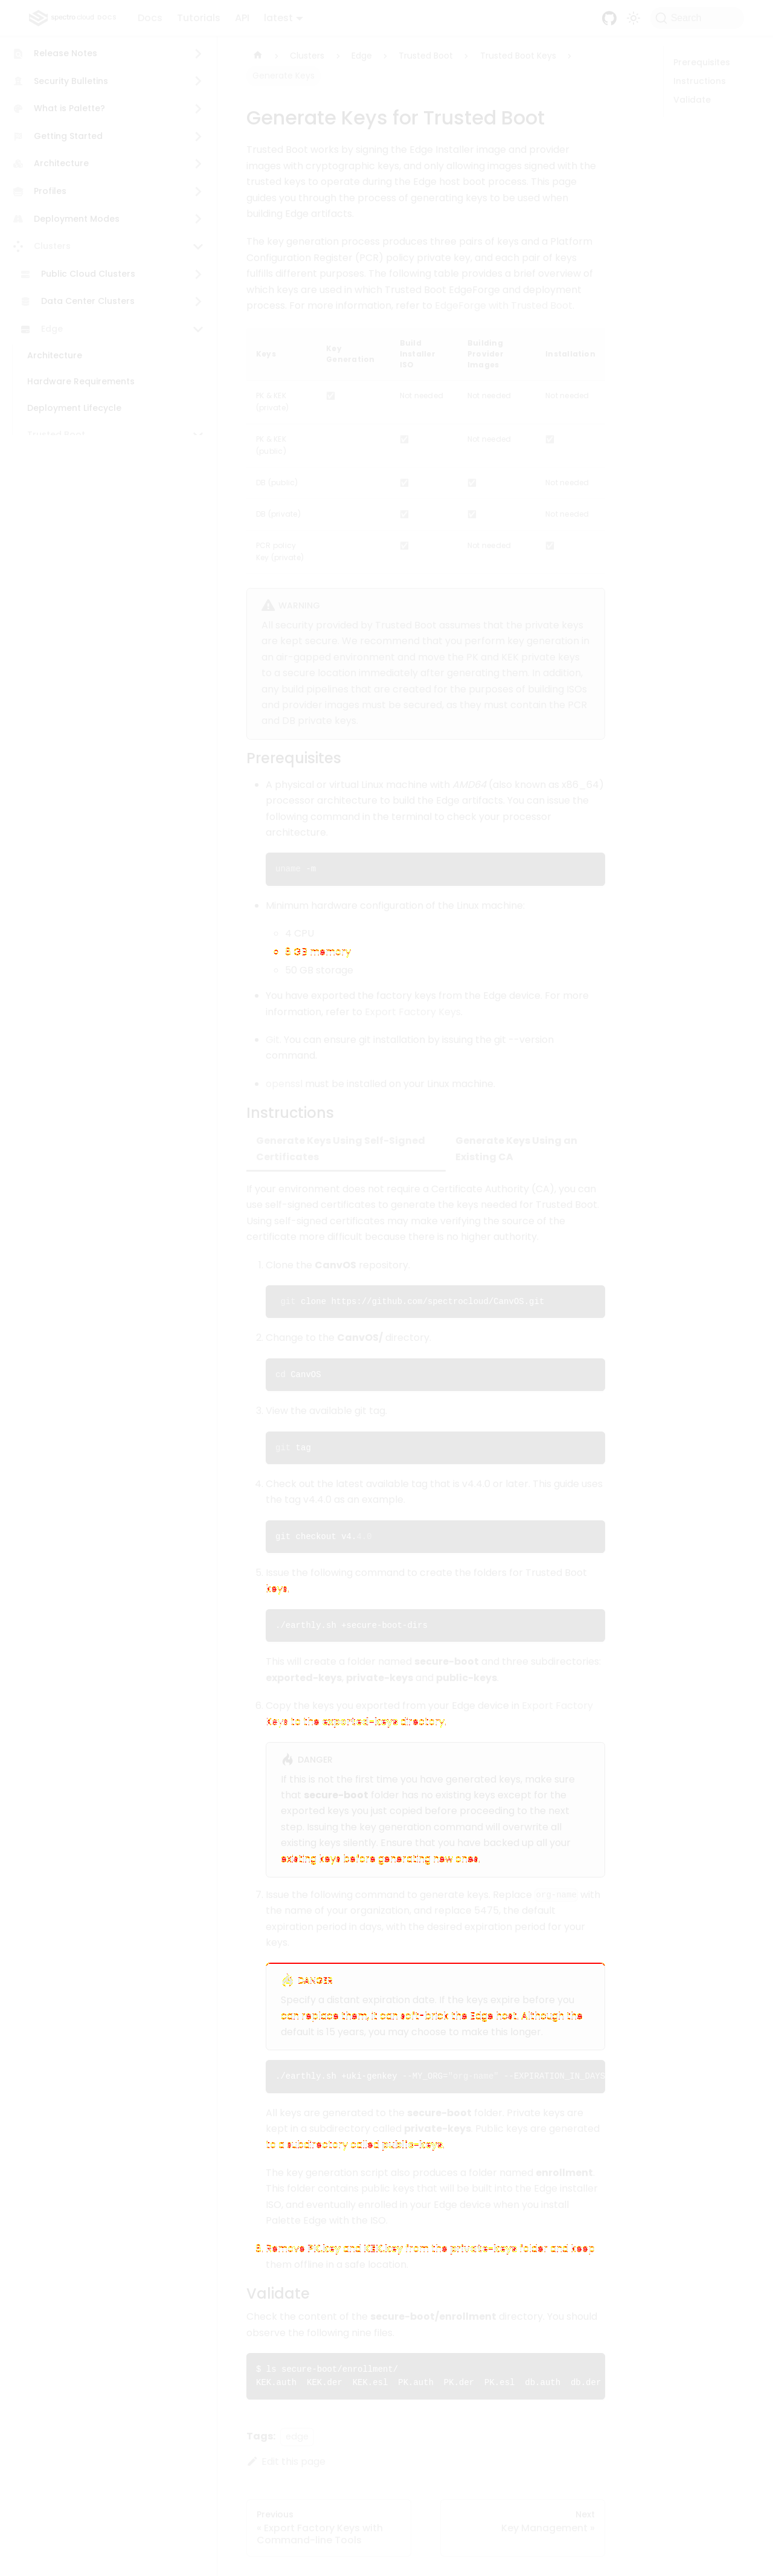 spectrocloud DOCS Docs Tutorials API latest Search
Release Notes
Security Bulletins
What is Palette?
Getting Started
Architecture
Profiles
Deployment Modes
Clusters
Public Cloud Clusters
Data Center Clusters
Edge
Architecture
Hardware Requirements
Deployment Lifecycle
Trusted Boot
Clusters Edge Trusted Boot Trusted Boot Keys
Generate Keys
Prerequisites
Instructions
Validate
Generate Keys for Trusted Boot
Trusted Boot works by signing the Edge Installer image and provider
images with cryptographic keys, and only allowing images signed with the
trusted keys to operate during the Edge host boot process. This page
guides you through the process of generating keys to be used when
building Edge artifacts.
The key generation process produces three pairs of keys and a Platform
Configuration Register (PCR) policy private key, and each pair of keys
fulfills different purposes. The following table provides a brief overview of
which keys are used in which Trusted Boot EdgeForge and deployment
process. For more information, refer to EdgeForge with Trusted Boot.
Keys Key Generation Build Installer ISO Building Provider Images Installation
PK & KEK (private) Not needed Not needed Not needed
PK & KEK (public) Not needed
DB (public) Not needed
DB (private) Not needed
PCR policy key (private) Not needed
WARNING
All security provided by Trusted Boot assumes that the private keys
are kept secure. We recommend that you perform key generation in
an air-gapped environment and move the PK and KEK private keys
to a secure location immediately after generating them. In addition,
any build pipelines that are created for the purposes of building ISOs
and provider images must be secured, as they must contain the PCR
and DB private keys.
Prerequisites
A physical or virtual Linux machine with AMD64 (also known as x86_64)
processor architecture to build the Edge artifacts. You can issue the
following command in the terminal to check your processor
architecture.
uname -m
Minimum hardware configuration of the Linux machine:
4 CPU
8 GB memory
50 GB storage
You have exported the factory keys from the Edge device. For more
information, refer to Export Factory Keys.
Git. You can ensure git installation by issuing the git --version
command.
openssl must be installed on your Linux machine.
Instructions
Generate Keys Using Self-Signed
Certificates
Generate Keys Using an
Existing CA
If your environment does not require a Certificate Authority (CA), you can
use self-signed certificates to generate the keys needed for Trusted Boot.
Using self-signed certificates may make verifying the source of the
certificate more difficult because there is no higher authority.
1. Clone the CanvOS repository.
git clone https://github.com/spectrocloud/CanvOS.git
2. Change to the CanvOS/ directory.
cd CanvOS
3. View the available git tag.
git tag
4. Check out the latest available tag that is v4.4.0 or later. This guide uses
the tag v4.4.0 as an example.
git checkout v4.4.0
5. Issue the following command to create the folders for Trusted Boot
keys.
./earthly.sh +secure-boot-dirs
This will create a folder named secure-boot and three subdirectories:
exported-keys, private-keys and public-keys.
6. Copy the keys you exported from your Edge device in Export Factory
Keys to the exported-keys directory.
DANGER
If this is not the first time you have generated keys, make sure
that secure-boot folder has no existing keys except for the
exported keys you just copied before proceeding to the next
step. Issuing the key generation command will overwrite all
existing keys silently. Ensure that you have backed up all your
existing keys before generating new ones.
7. Issue the following command to generate keys. Replace org-name with
the name of your organization, and replace 5475, the default
expiration period in days, with the desired expiration period for your
keys.
DANGER
Specify a distant expiration date. If the keys expire before you
can replace them, it can soft-brick the Edge host. Although the
default is 15 years, you may choose to make this longer.
./earthly.sh +uki-genkey --MY_ORG="org-name" --EXPIRATION_IN_DAYS
All keys are generated to the secure-boot folder. Private keys are
kept in a subdirectory called private-keys. Public keys are generated
to a subdirectory called public-keys.
The key generation script also produces a folder named enrollment.
This folder contains public keys that will be built into the Edge Installer
ISO, and eventually enrolled in your Edge device when you install
Palette Edge with the ISO.
8. Remove PK.key and KEK.key from the private-keys folder and keep
them offline in a safe location.
Validate
Check the content of the secure-boot/enrollment directory. You should
observe the following nine files.
$ ls secure-boot/enrollment/
KEK.auth KEK.der KEK.esl PK.auth PK.der PK.esl db.auth db.der
Tags: edge
Edit this page
Previous
« Export Factory Keys with
Command-line Tools
Next
Key Management »